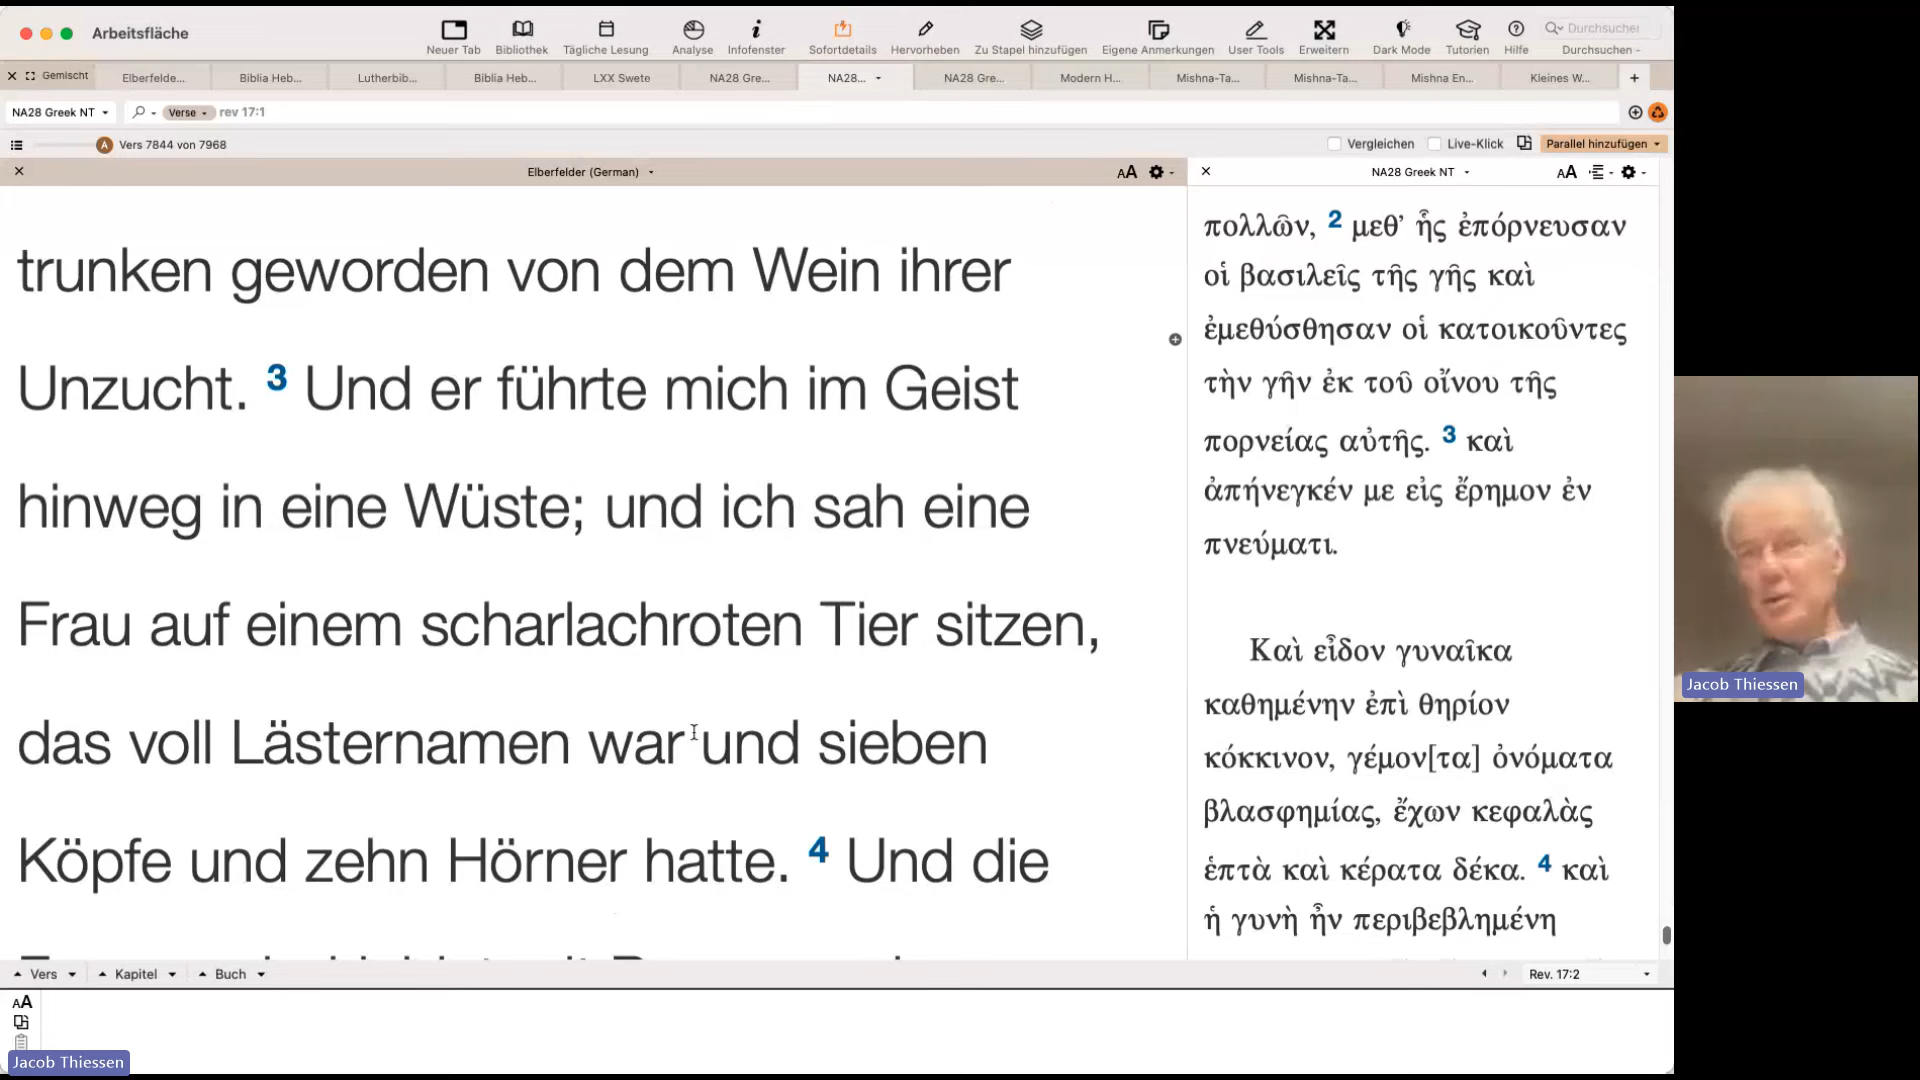 Arbeitsfläche
Neuer Tab Bibliothek Tägliche Lesung Analyse Infofenster Sofortdetails Hervorheben Zu Stapel hinzufügen Eigene Anmerkungen User Tools Erweitern Dark Mode Tutorien Hilfe Durchsuchen
Durchsuchen
Gemischt Elberfelde... Biblia Heb... Lutherbib... Biblia Heb... LXX Swete NA28 Gre... NA28... NA28 Gre... Modern H... Mishna-Ta... Mishna-Ta... Mishna En... Kleines W...
NA28 Greek NT Verse rev 17:1
A Vers 7844 von 7968 Vergleichen Live-Klick Parallel hinzufügen
Elberfelder (German)
trunken geworden von dem Wein ihrer
Unzucht. 3 Und er führte mich im Geist
hinweg in eine Wüste; und ich sah eine
Frau auf einem scharlachroten Tier sitzen,
das voll Lästernamen war und sieben
Köpfe und zehn Hörner hatte. 4 Und die
NA28 Greek NT
πολλῶν, 2 μεθ’ ἧς ἐπόρνευσαν
οἱ βασιλεῖς τῆς γῆς καὶ
ἐμεθύσθησαν οἱ κατοικοῦντες
τὴν γῆν ἐκ τοῦ οἴνου τῆς
πορνείας αὐτῆς. 3 καὶ
ἀπήνεγκέν με εἰς ἔρημον ἐν
πνεύματι.
Καὶ εἶδον γυναῖκα
καθημένην ἐπὶ θηρίον
κόκκινον, γέμον[τα] ὀνόματα
βλασφημίας, ἔχων κεφαλὰς
ἑπτὰ καὶ κέρατα δέκα. 4 καὶ
ἡ γυνὴ ἦν περιβεβλημένη
Vers Kapitel Buch Rev. 17:2
Jacob Thiessen
Jacob Thiessen